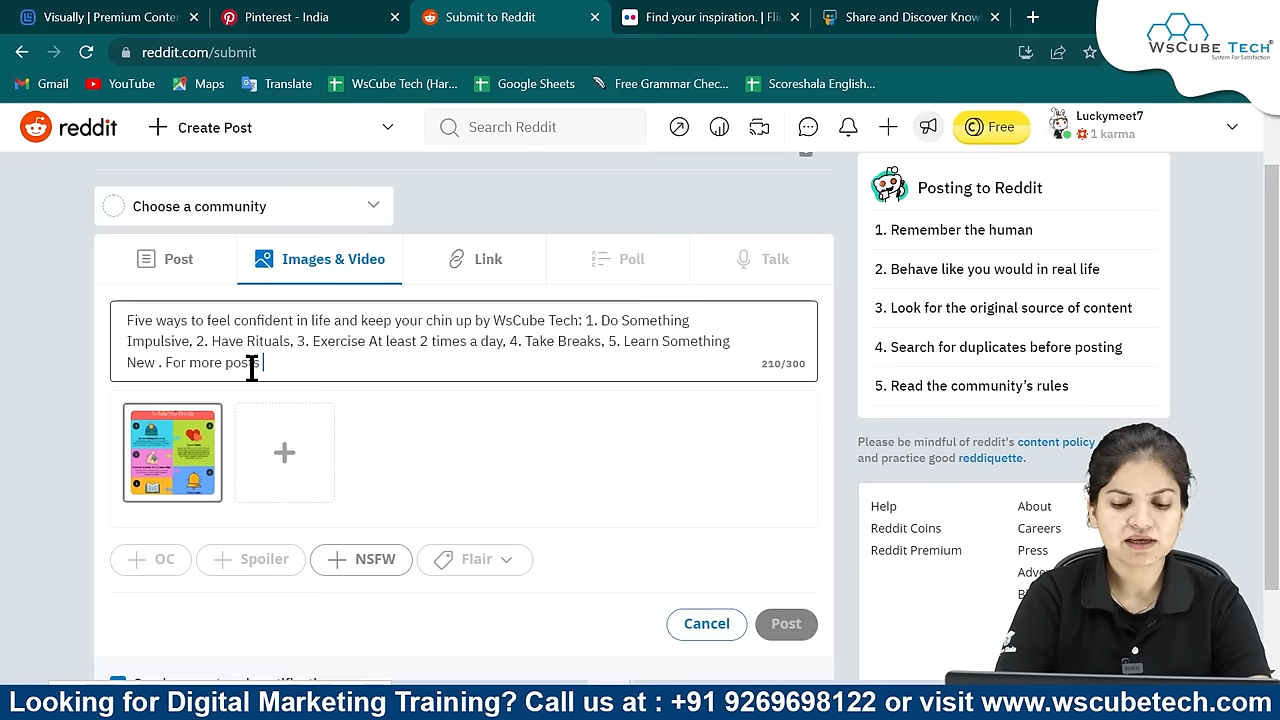 Visually | Premium Conten
Pinterest - India
Submit to Reddit
Find your inspiration. | Flic
Share and Discover Know
reddit.com/submit
Gmail
YouTube
Maps
Translate
WsCube Tech (Har...
Google Sheets
Free Grammar Chec...
Scoreshala English...
WsCube Tech
System For Satisfaction
reddit
Create Post
Search Reddit
Free
Luckymeet7
1 karma
Choose a community
Post
Images & Video
Link
Poll
Talk
Five ways to feel confident in life and keep your chin up by WsCube Tech: 1. Do Something
Impulsive, 2. Have Rituals, 3. Exercise At least 2 times a day, 4. Take Breaks, 5. Learn Something
New . For more posts
210/300
OC
Spoiler
NSFW
Flair
Cancel
Post
Posting to Reddit
1. Remember the human
2. Behave like you would in real life
3. Look for the original source of content
4. Search for duplicates before posting
5. Read the community's rules
Please be mindful of reddit's content policy
and practice good reddiquette.
Help
About
Reddit Coins
Careers
Reddit Premium
Press
Looking for Digital Marketing Training? Call us at : +91 9269698122 or visit www.wscubetech.com